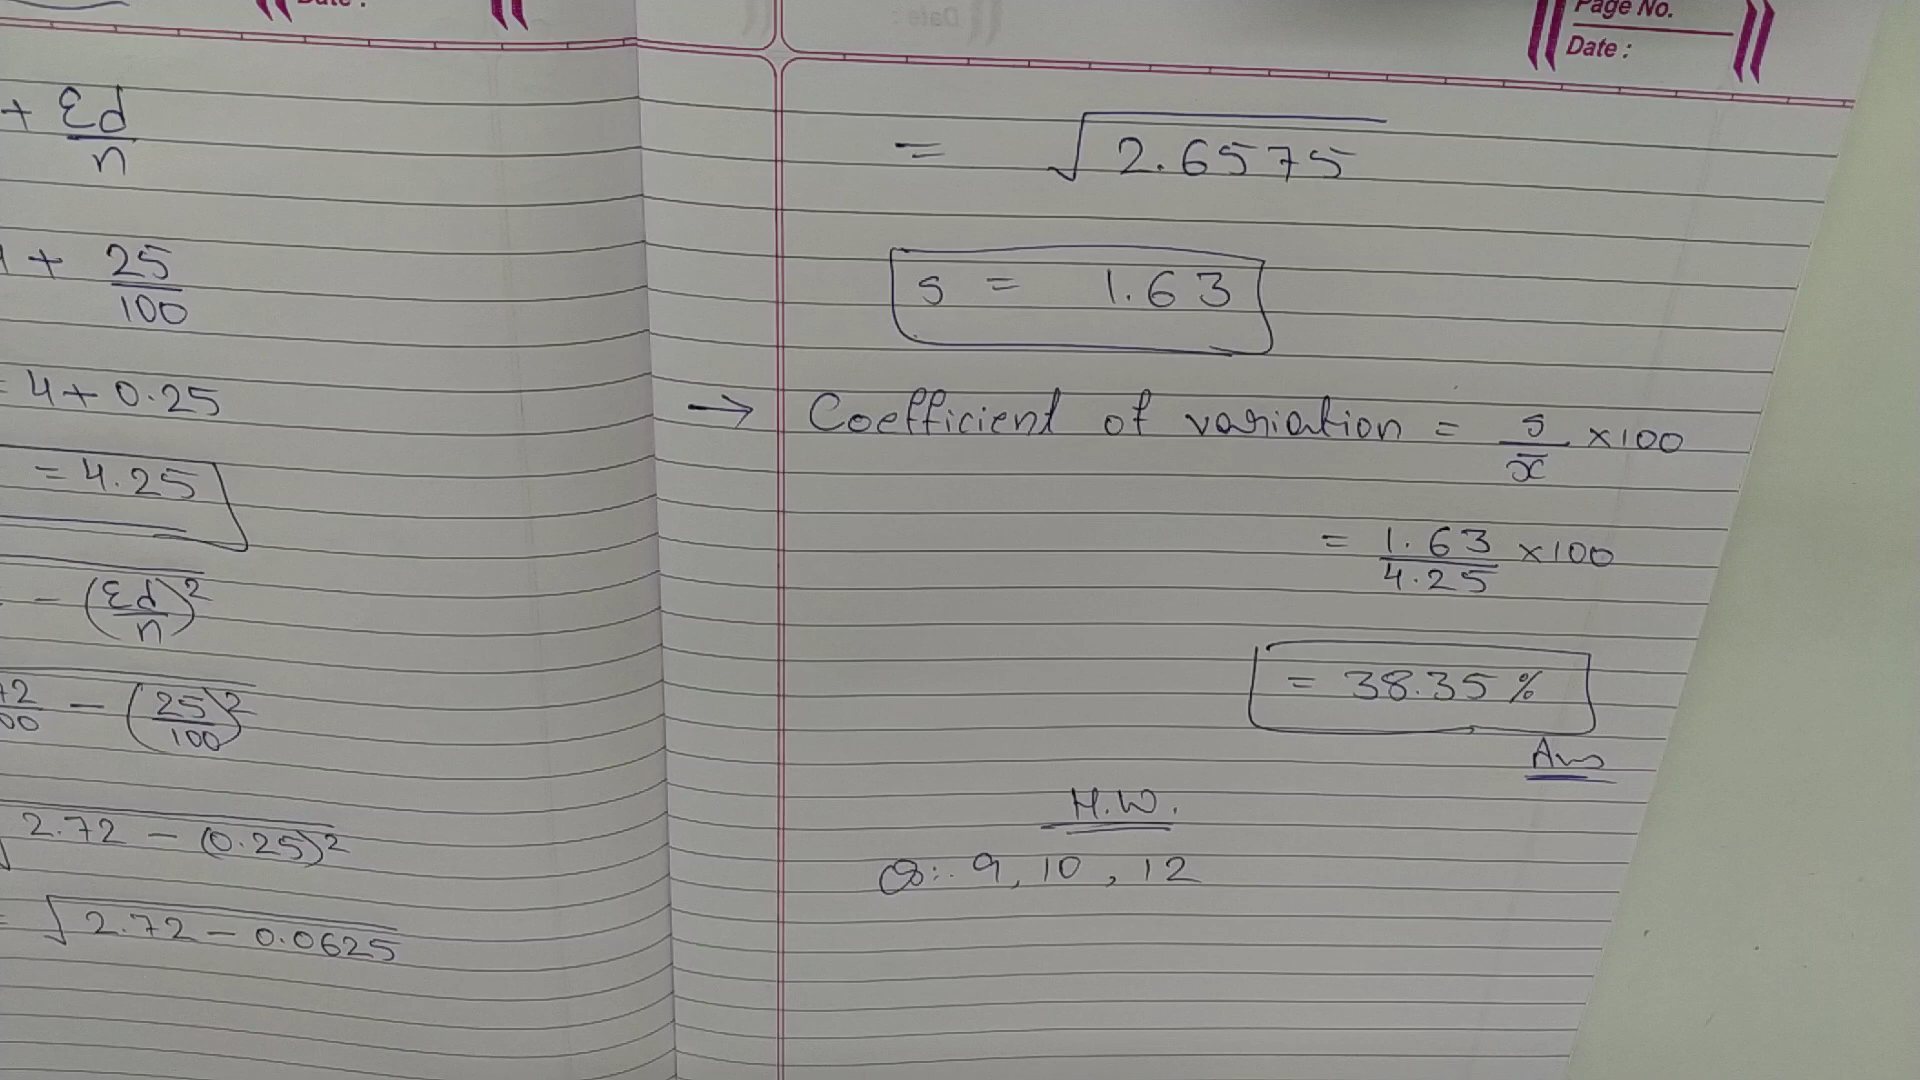 Date :
+ Σd
n
+ 25
100
= 4 + 0.25
= 4.25
- (Σd)²
n
- (25)²
100
2.72 - (0.25)²
= √2.72 - 0.0625
Page No.
Date :
= √2.6575
s = 1.63
→ Coefficient of variation = s × 100
x̄
= 1.63 × 100
4.25
= 38.35 %
Ans
H.W.
Q:. 9, 10, 12